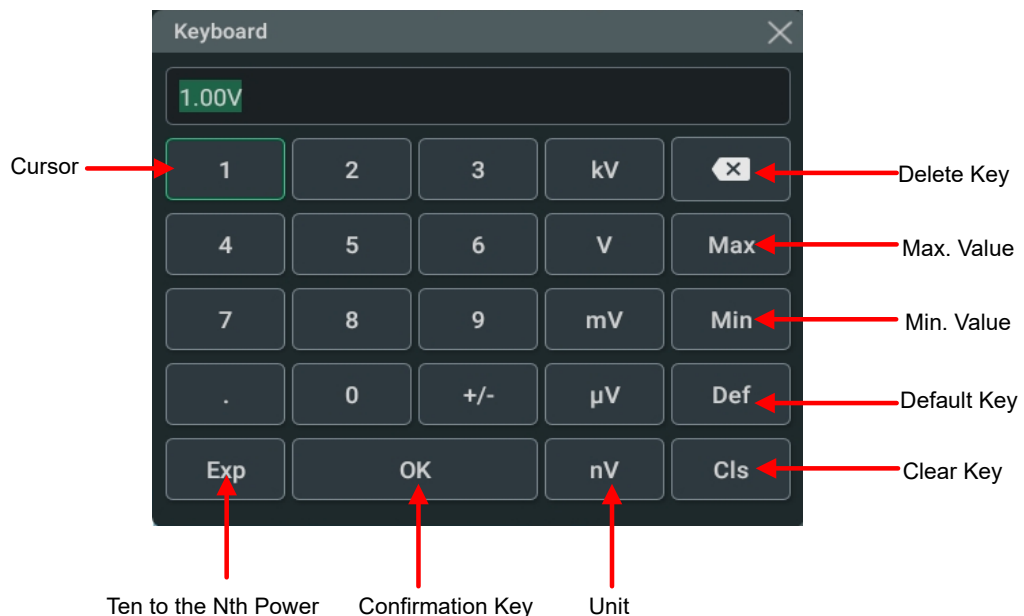 Keyboard
1.00V
Cursor 1 2 3 kV Delete Key
4 5 6 V Max Max. Value
7 8 9 mV Min Min. Value
. 0 +/- µV Def Default Key
Exp OK nV Cls Clear Key
Ten to the Nth Power Confirmation Key Unit